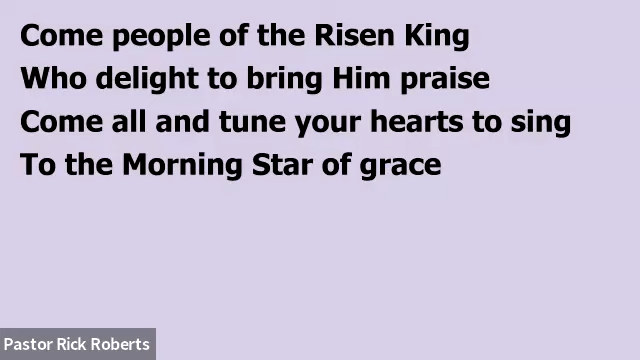 Come people of the Risen King
Who delight to bring Him praise
Come all and tune your hearts to sing
To the Morning Star of grace
Pastor Rick Roberts